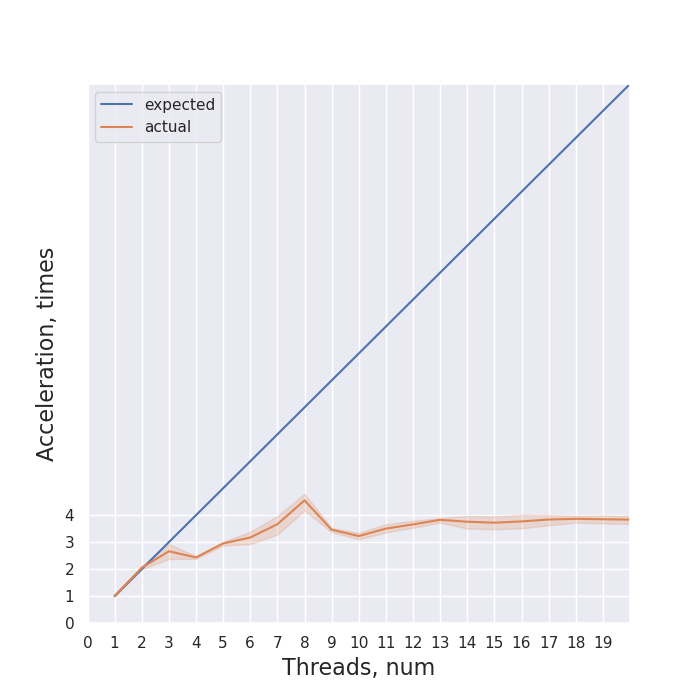 expected
actual
Acceleration, times
4
3
2
1
0
0 1 2 3 4 5 6 7 8 9 10 11 12 13 14 15 16 17 18 19
Threads, num